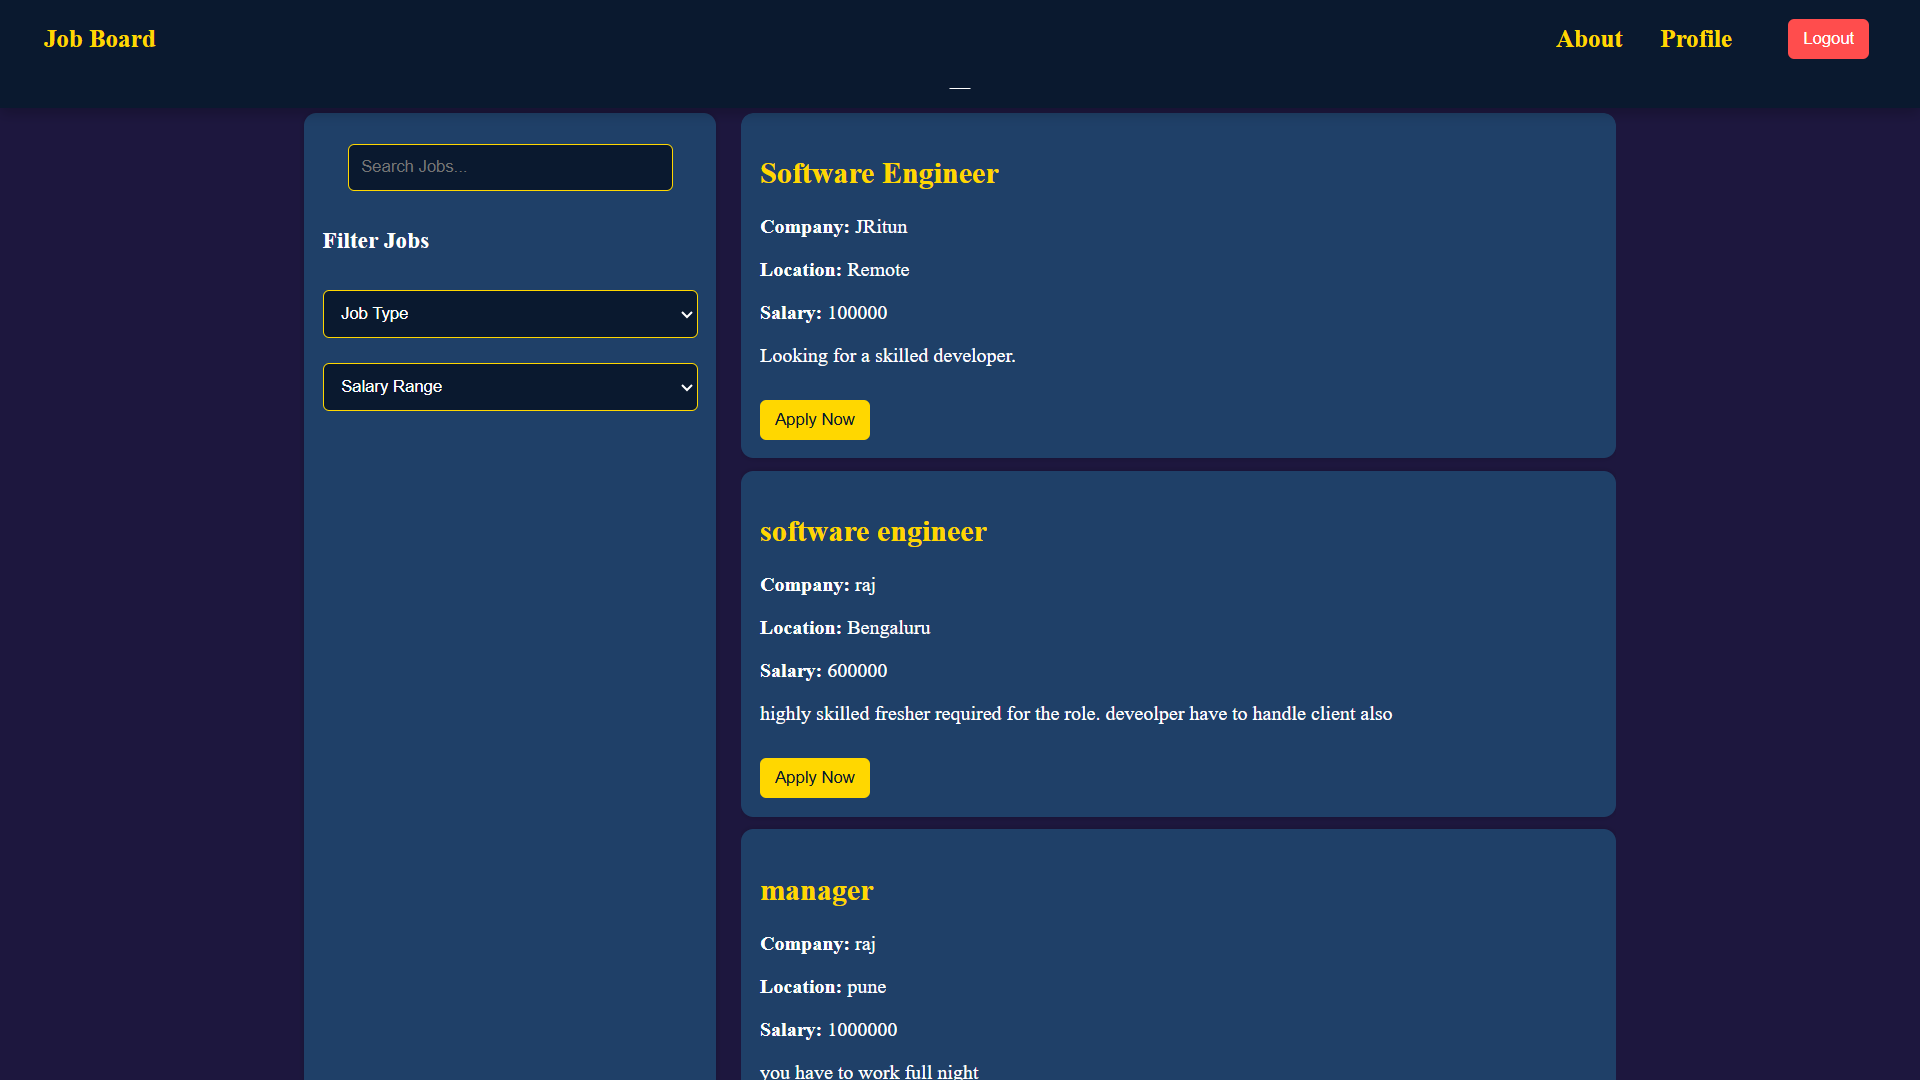 Job Board
About
Profile
Logout
Search Jobs...
Filter Jobs
Job Type
Salary Range
Software Engineer
Company: JRitun
Location: Remote
Salary: 100000
Looking for a skilled developer.
Apply Now
software engineer
Company: raj
Location: Bengaluru
Salary: 600000
highly skilled fresher required for the role. deveolper have to handle client also
Apply Now
manager
Company: raj
Location: pune
Salary: 1000000
you have to work full night